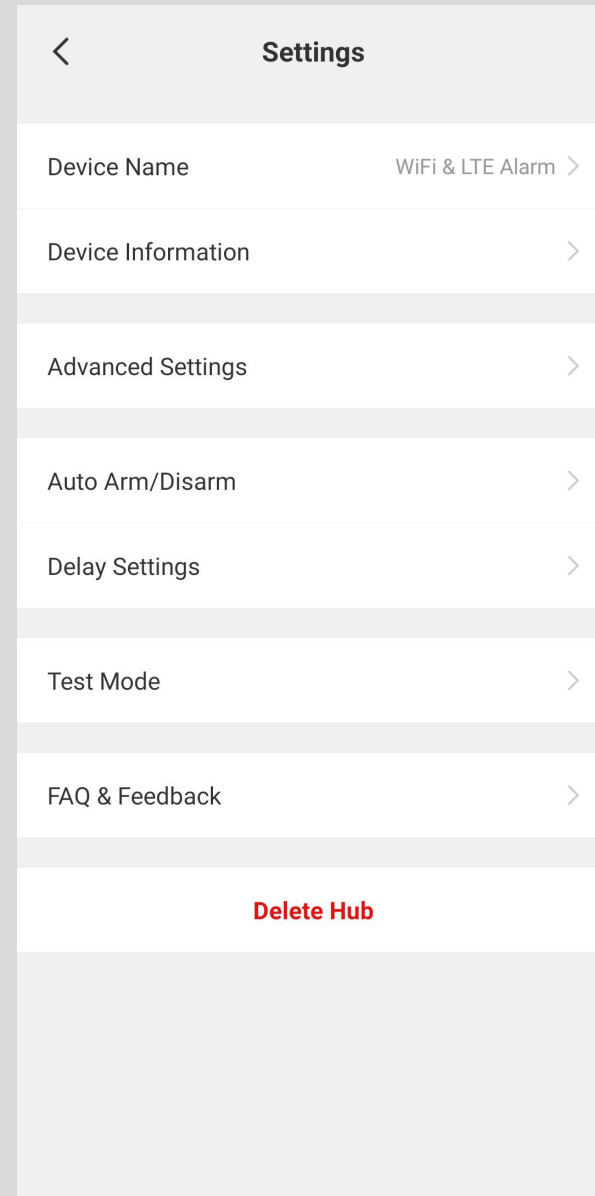 Settings
Device Name WiFi & LTE Alarm
Device Information
Advanced Settings
Auto Arm/Disarm
Delay Settings
Test Mode
FAQ & Feedback
Delete Hub